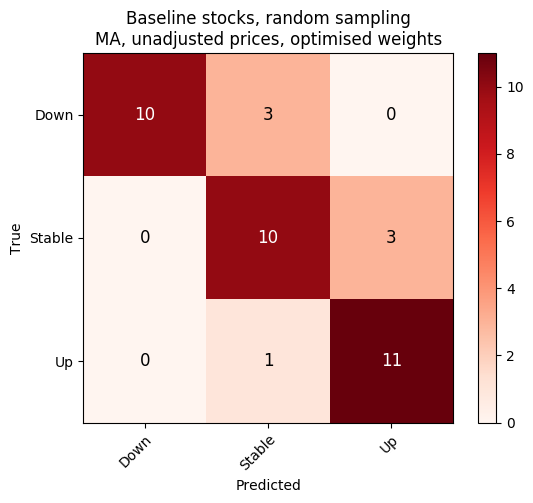 Baseline stocks, random sampling
MA, unadjusted prices, optimised weights
Down 10 3 0
Stable 0 10 3
Up 0 1 11
Down Stable Up
True
Predicted
10
8
6
4
2
0